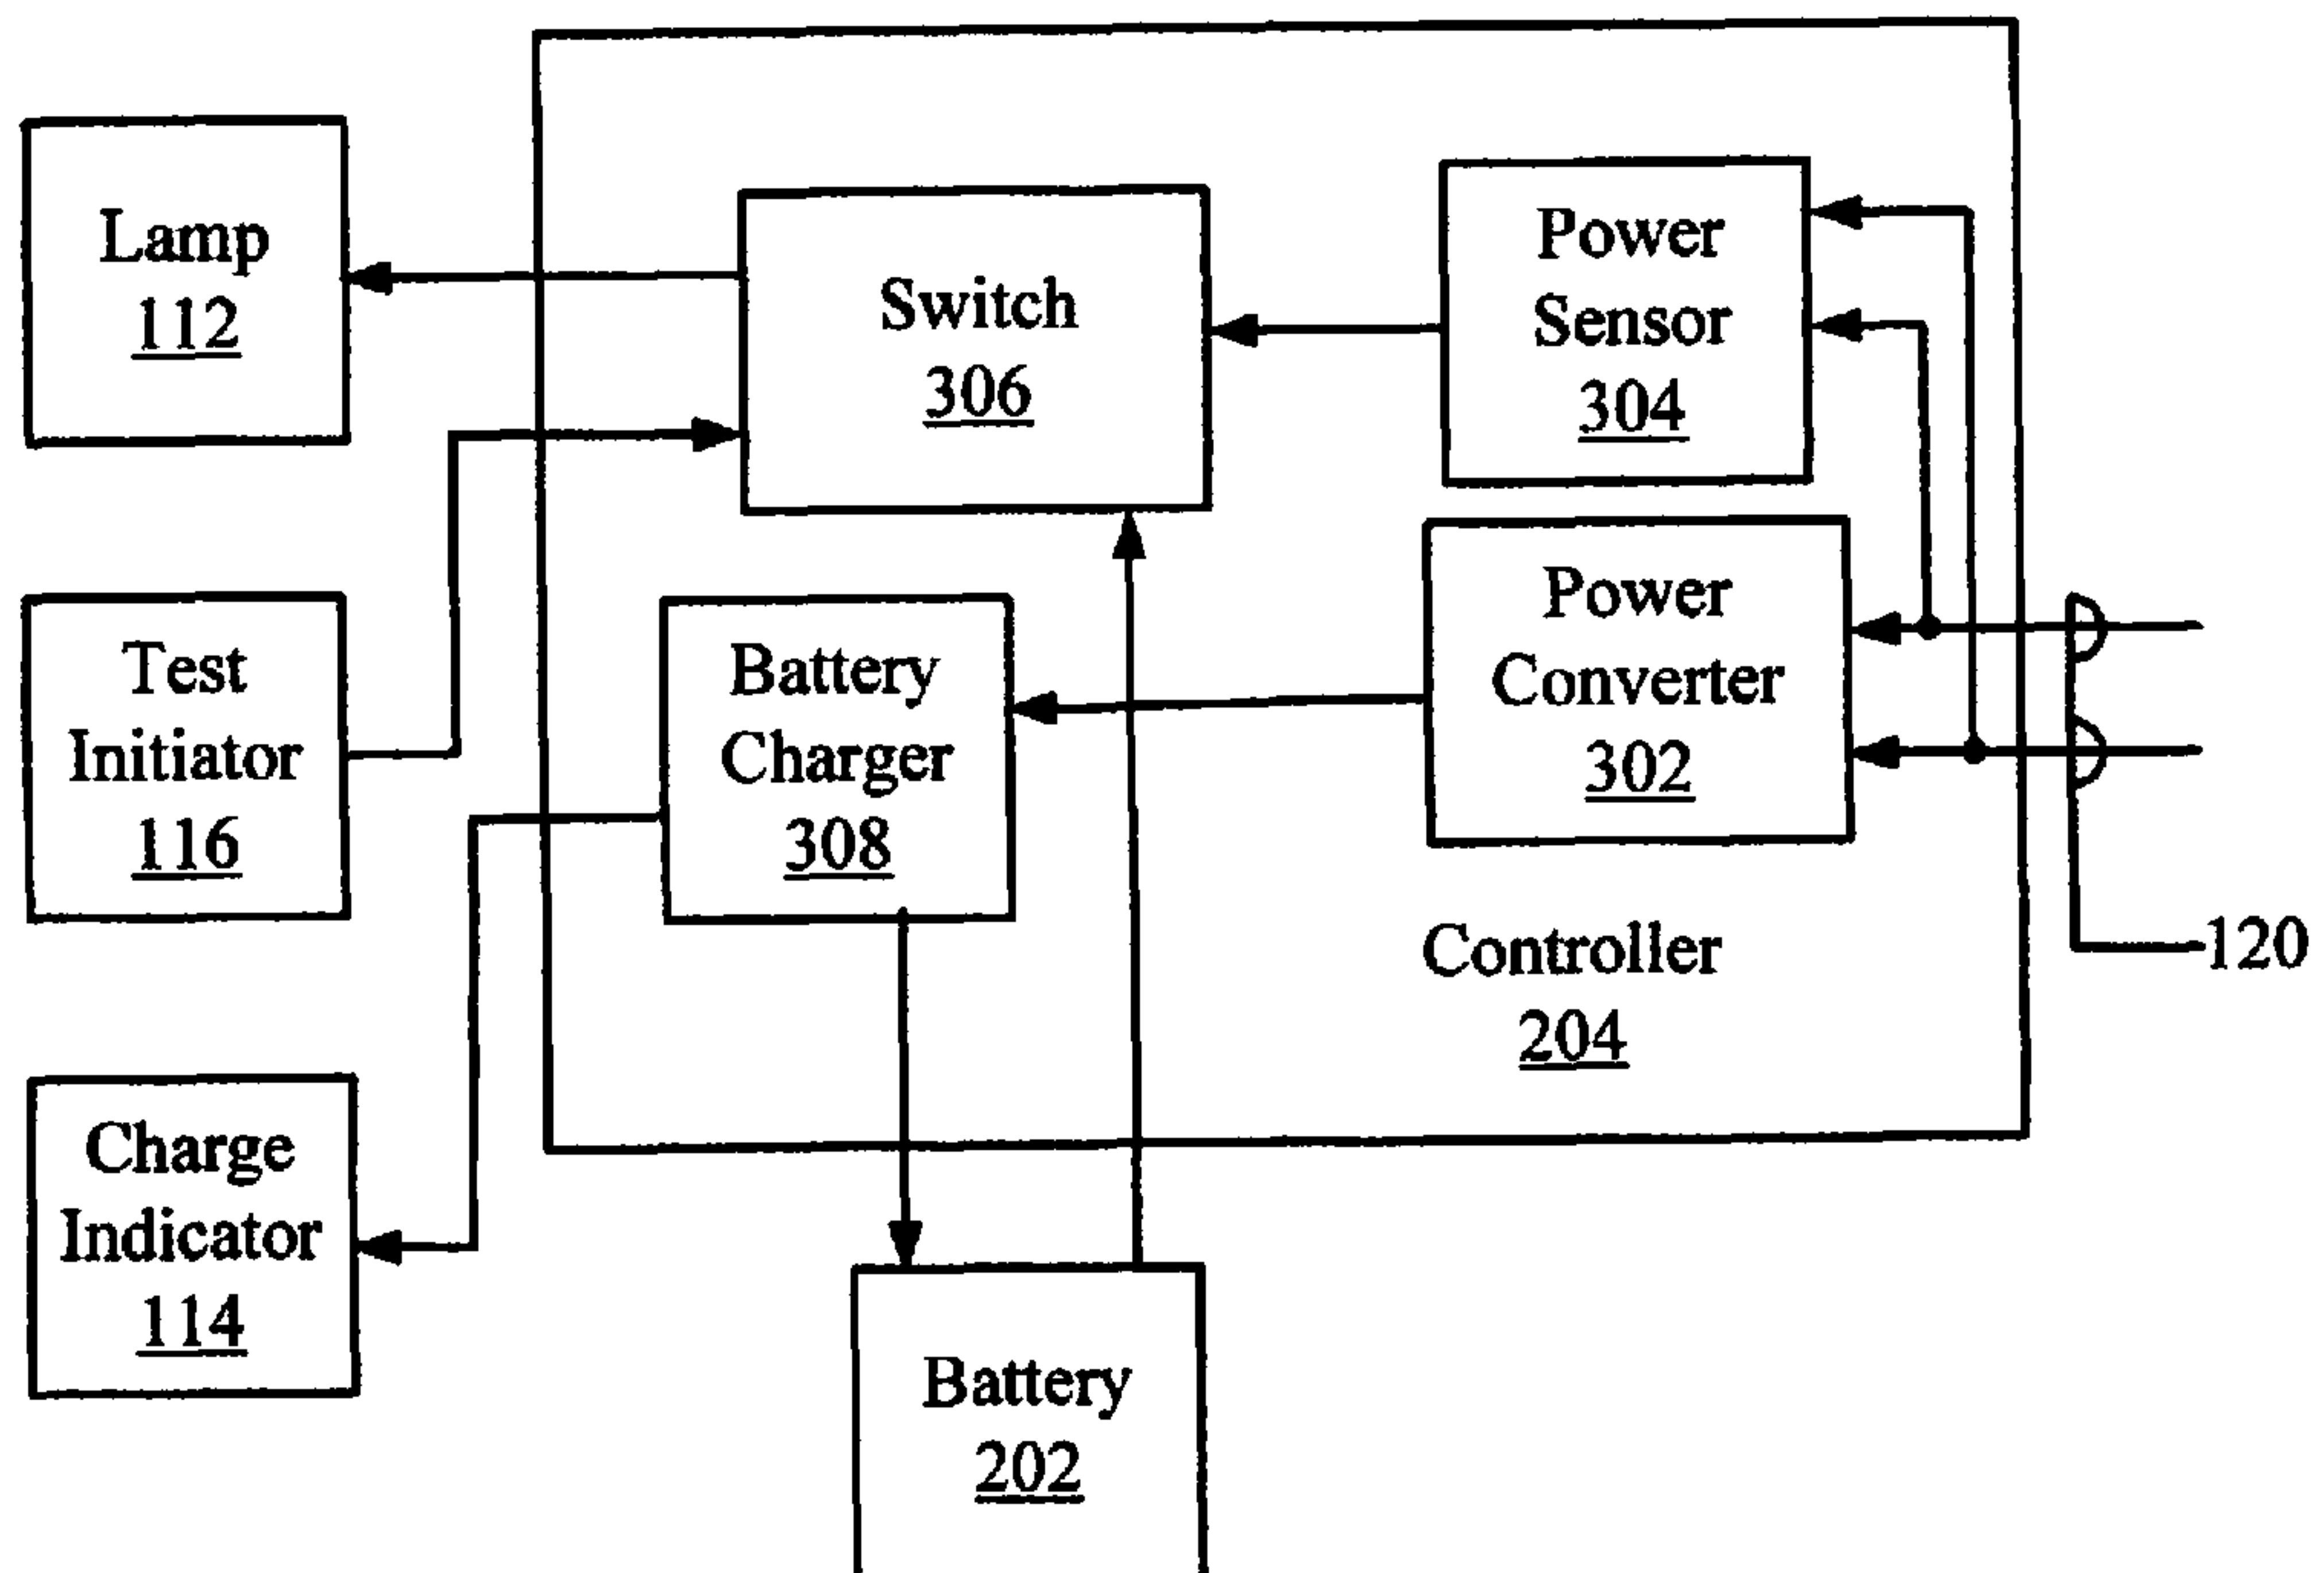 Lamp
112
Switch
306
Power
Sensor
304
Test
Initiator
116
Battery
Charger
308
Power
Converter
302
Controller
204
120
Charge
Indicator
114
Battery
202